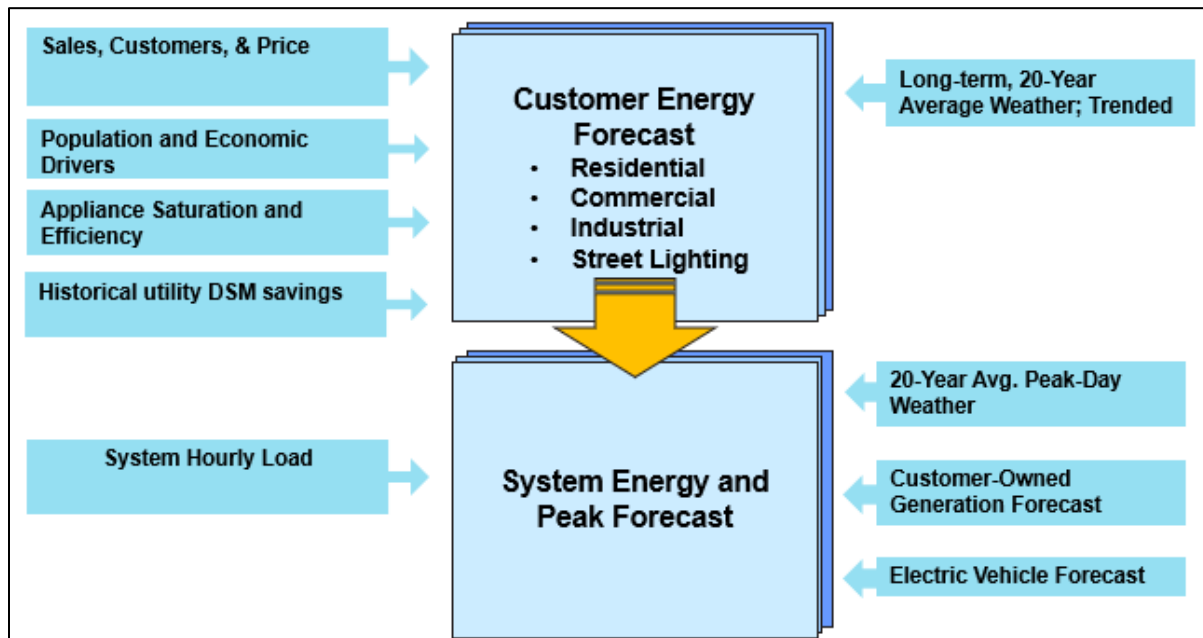 Sales, Customers, & Price
Population and Economic
Drivers
Appliance Saturation and
Efficiency
Historical utility DSM savings
Customer Energy
Forecast
• Residential
• Commercial
• Industrial
• Street Lighting
Long-term, 20-Year
Average Weather; Trended
System Hourly Load
System Energy and
Peak Forecast
20-Year Avg. Peak-Day
Weather
Customer-Owned
Generation Forecast
Electric Vehicle Forecast